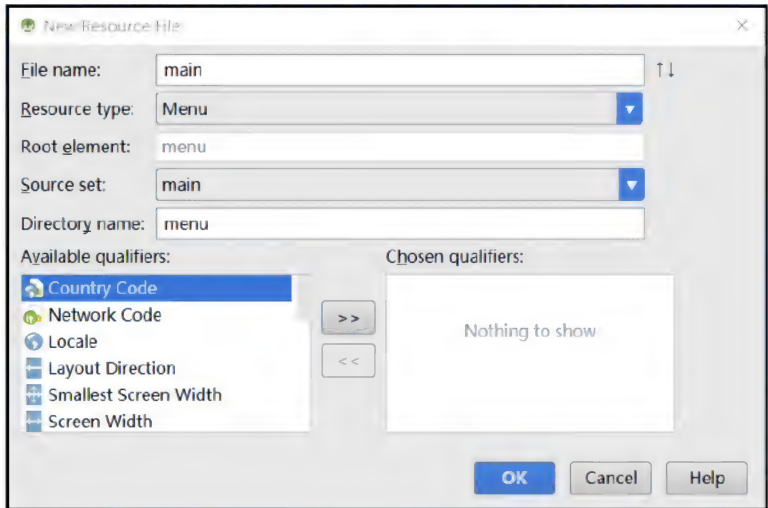 New Resource File
File name: main
Resource type: Menu
Root element: menu
Source set: main
Directory name: menu
Available qualifiers:
Chosen qualifiers:
Country Code
Network Code
Locale
Layout Direction
Smallest Screen Width
Screen Width
>>
<<
Nothing to show
OK Cancel Help